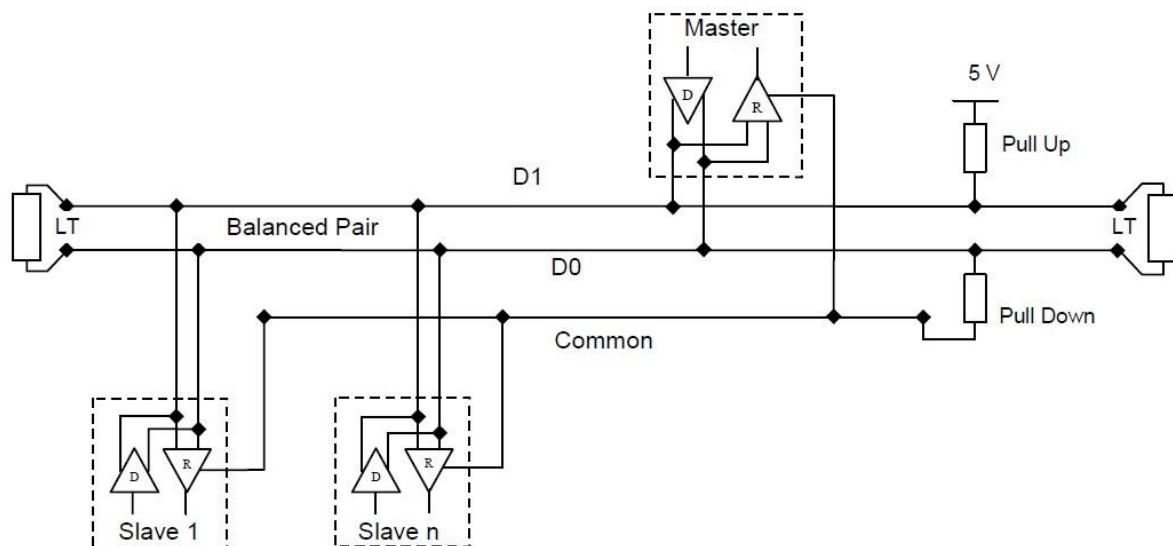 Master
5 V
D
R
Pull Up
D1
LT
Balanced Pair
LT
D0
Pull Down
Common
D
R
D
R
Slave 1
Slave n